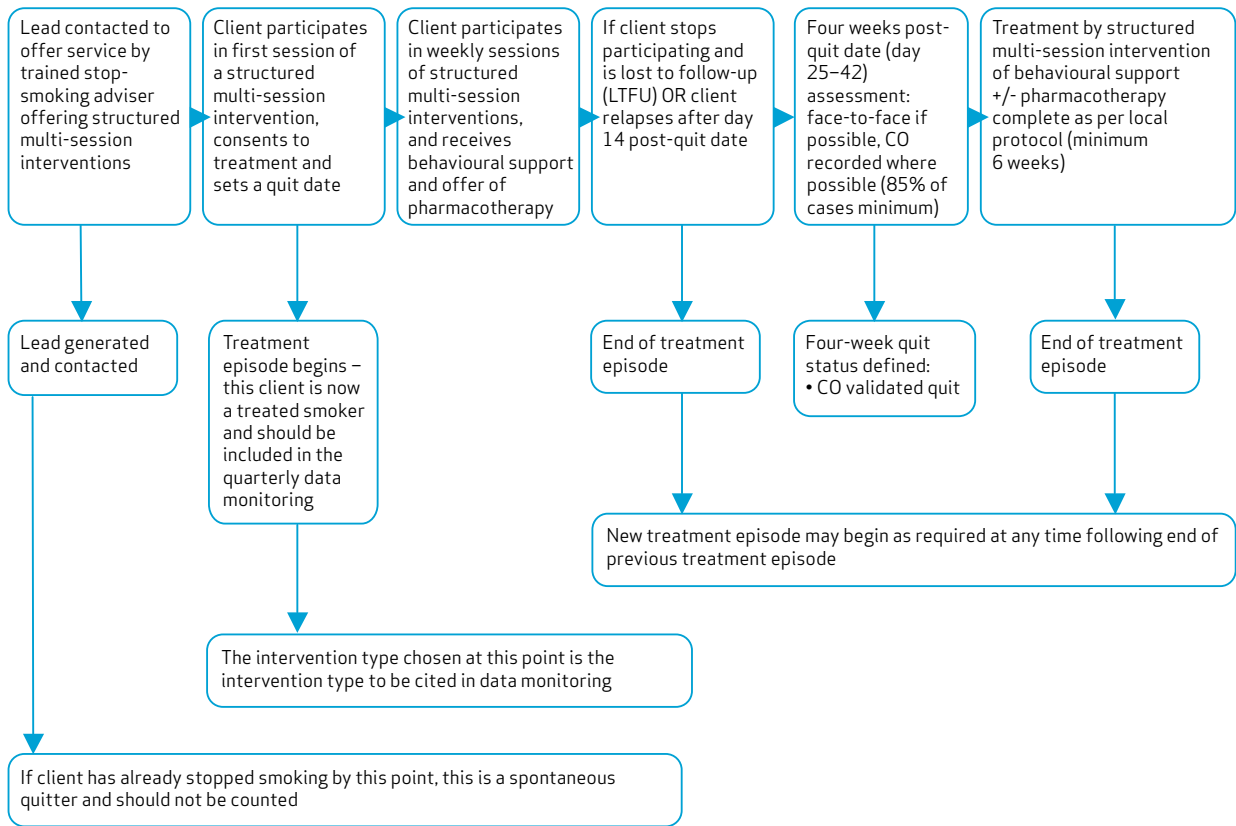 Lead contacted to
offer service by
trained stop-
smoking adviser
offering structured
multi-session
interventions
Client participates
in first session of
a structured
multi-session
intervention,
consents to
treatment and
sets a quit date
Client participates
in weekly sessions
of structured
multi-session
interventions,
and receives
behavioural support
and offer of
pharmacotherapy
If client stops
participating and
is lost to follow-up
(LTFU) OR client
relapses after day
14 post-quit date
Four weeks post-
quit date (day
25–42)
assessment:
face-to-face if
possible, CO
recorded where
possible (85% of
cases minimum)
Treatment by structured
multi-session intervention
of behavioural support
+/- pharmacotherapy
complete as per local
protocol (minimum
6 weeks)
Lead generated
and contacted
Treatment
episode begins –
this client is now
a treated smoker
and should be
included in the
quarterly data
monitoring
End of treatment
episode
Four-week quit
status defined:
• CO validated quit
End of treatment
episode
New treatment episode may begin as required at any time following end of
previous treatment episode
The intervention type chosen at this point is the
intervention type to be cited in data monitoring
If client has already stopped smoking by this point, this is a spontaneous
quitter and should not be counted